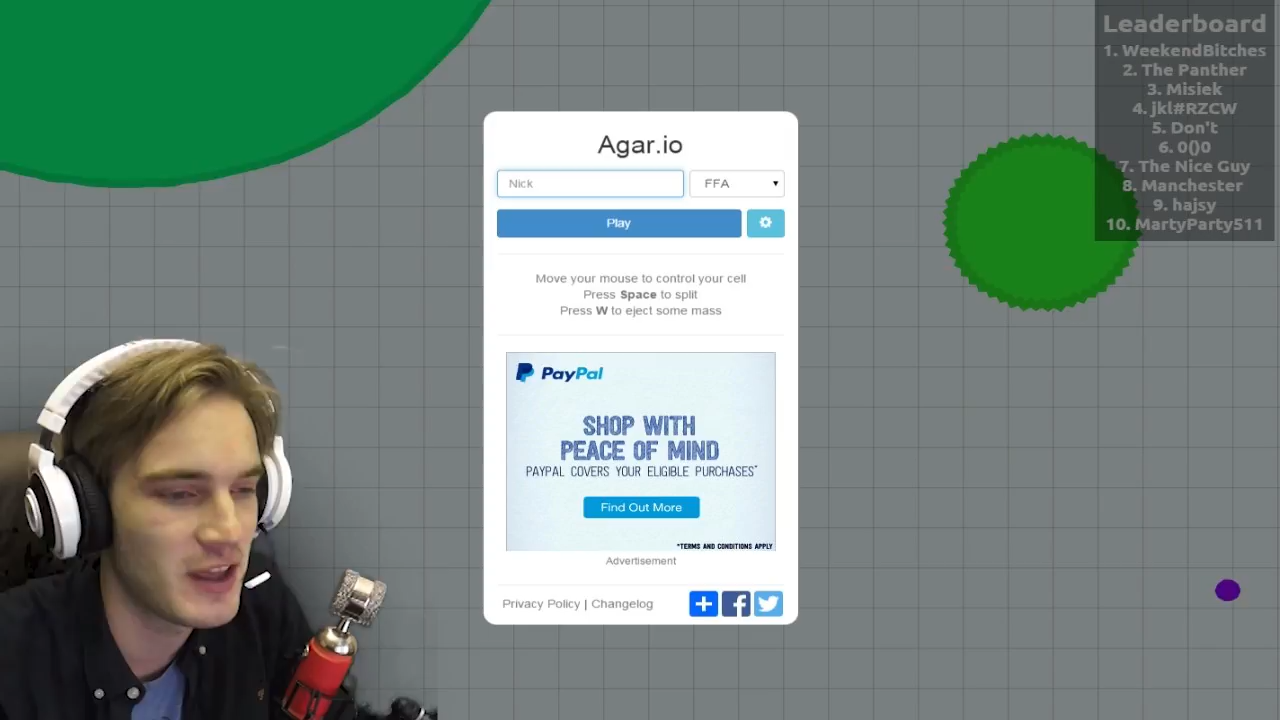 Agar.io
Nick
FFA
Play
Move your mouse to control your cell
Press Space to split
Press W to eject some mass
PayPal
SHOP WITH
PEACE OF MIND
PAYPAL COVERS YOUR ELIGIBLE PURCHASES*
Find Out More
*TERMS AND CONDITIONS APPLY
Advertisement
Privacy Policy | Changelog
Leaderboard
1. WeekendBitches
2. The Panther
3. Misiek
4. jkl#RZCW
5. Don't
6. 0()0
7. The Nice Guy
8. Manchester
9. hajsy
10. MartyParty511